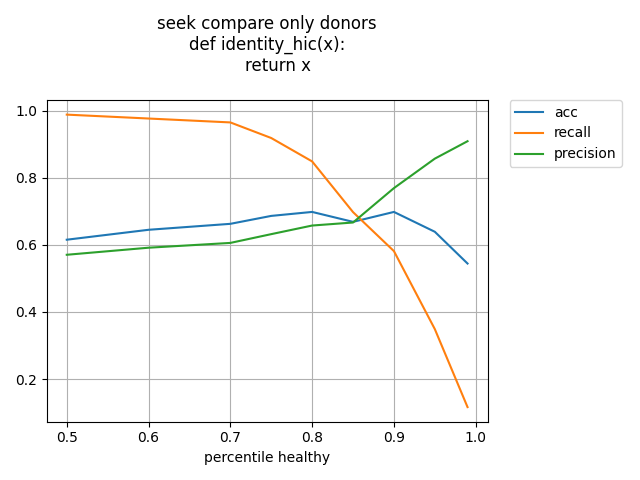 seek compare only donors
def identity_hic(x):
return x
1.0
0.8
0.6
0.4
0.2
0.5 0.6 0.7 0.8 0.9 1.0
percentile healthy
acc
recall
precision